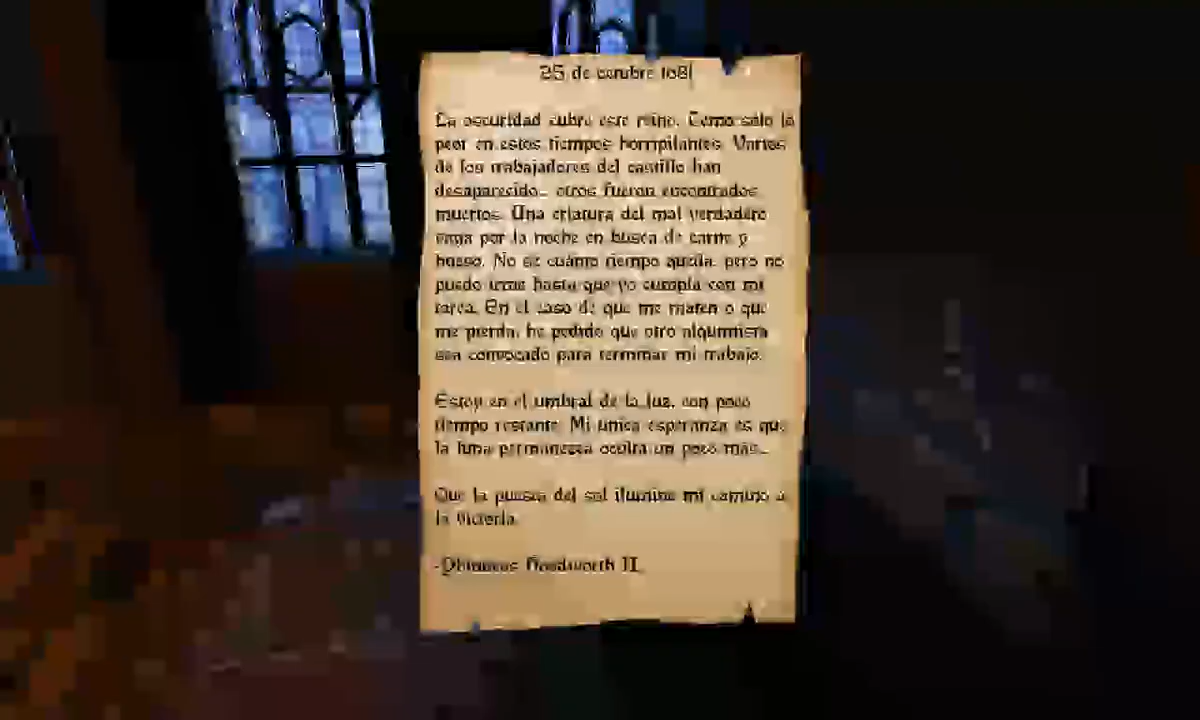 25 de octubre 1681
La oscuridad cubre este reino. Temo sólo lo
peor en estos tiempos horripilantes. Varios
de los trabajadores del castillo han
desaparecido... otros fueron encontrados
muertos. Una criatura del mal verdadero
vaga por la noche en busca de carne y
hueso. No sé cuánto tiempo queda, pero no
puedo irme hasta que yo cumpla con mi
tarea. En el caso de que me maten o que
me pierda, he pedido que otro alquimista
sea convocado para terminar mi trabajo.
Estoy en el umbral de la luz, con poco
tiempo restante. Mi única esperanza es que
la luna permanezca oculta un poco más...
Que la puesta del sol ilumine mi camino a
la victoria.
II